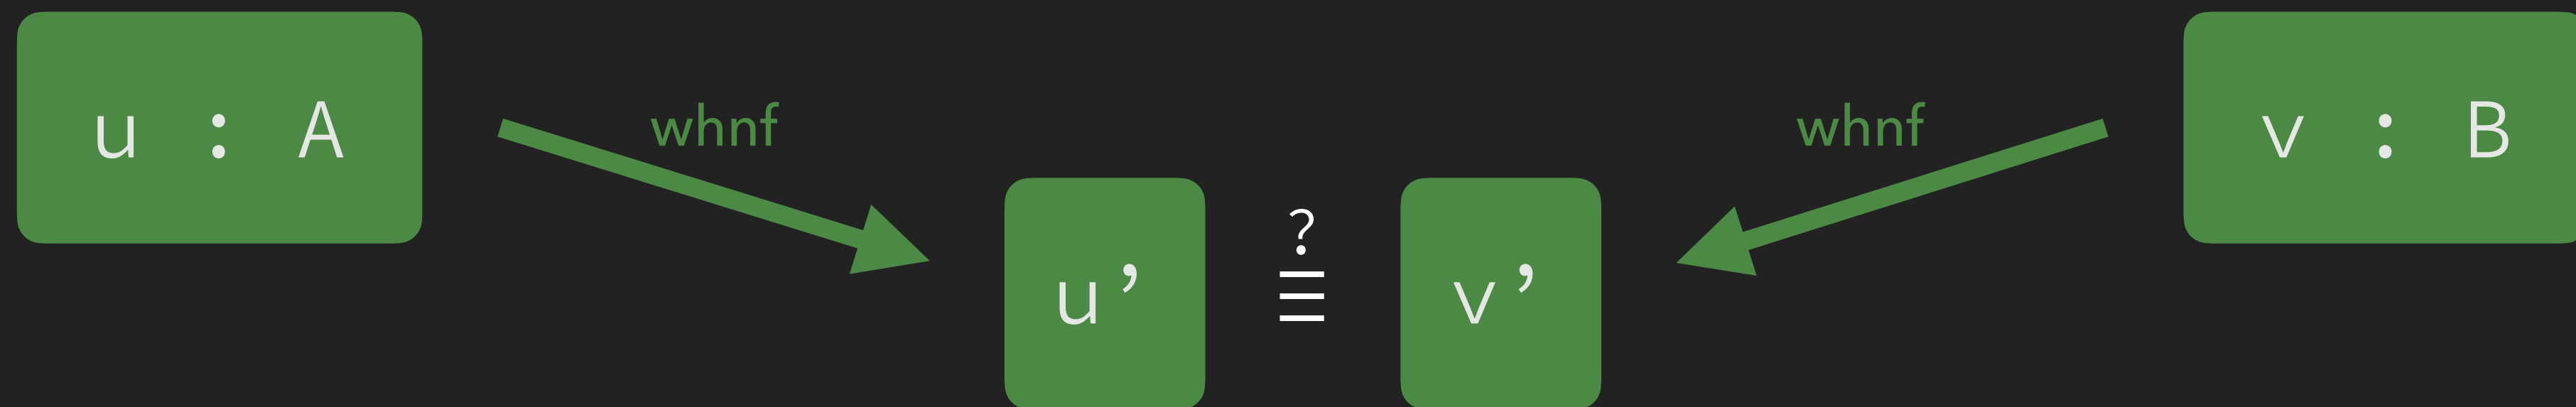 u : A
whnf
whnf
v : B
u’
?
≡
v’